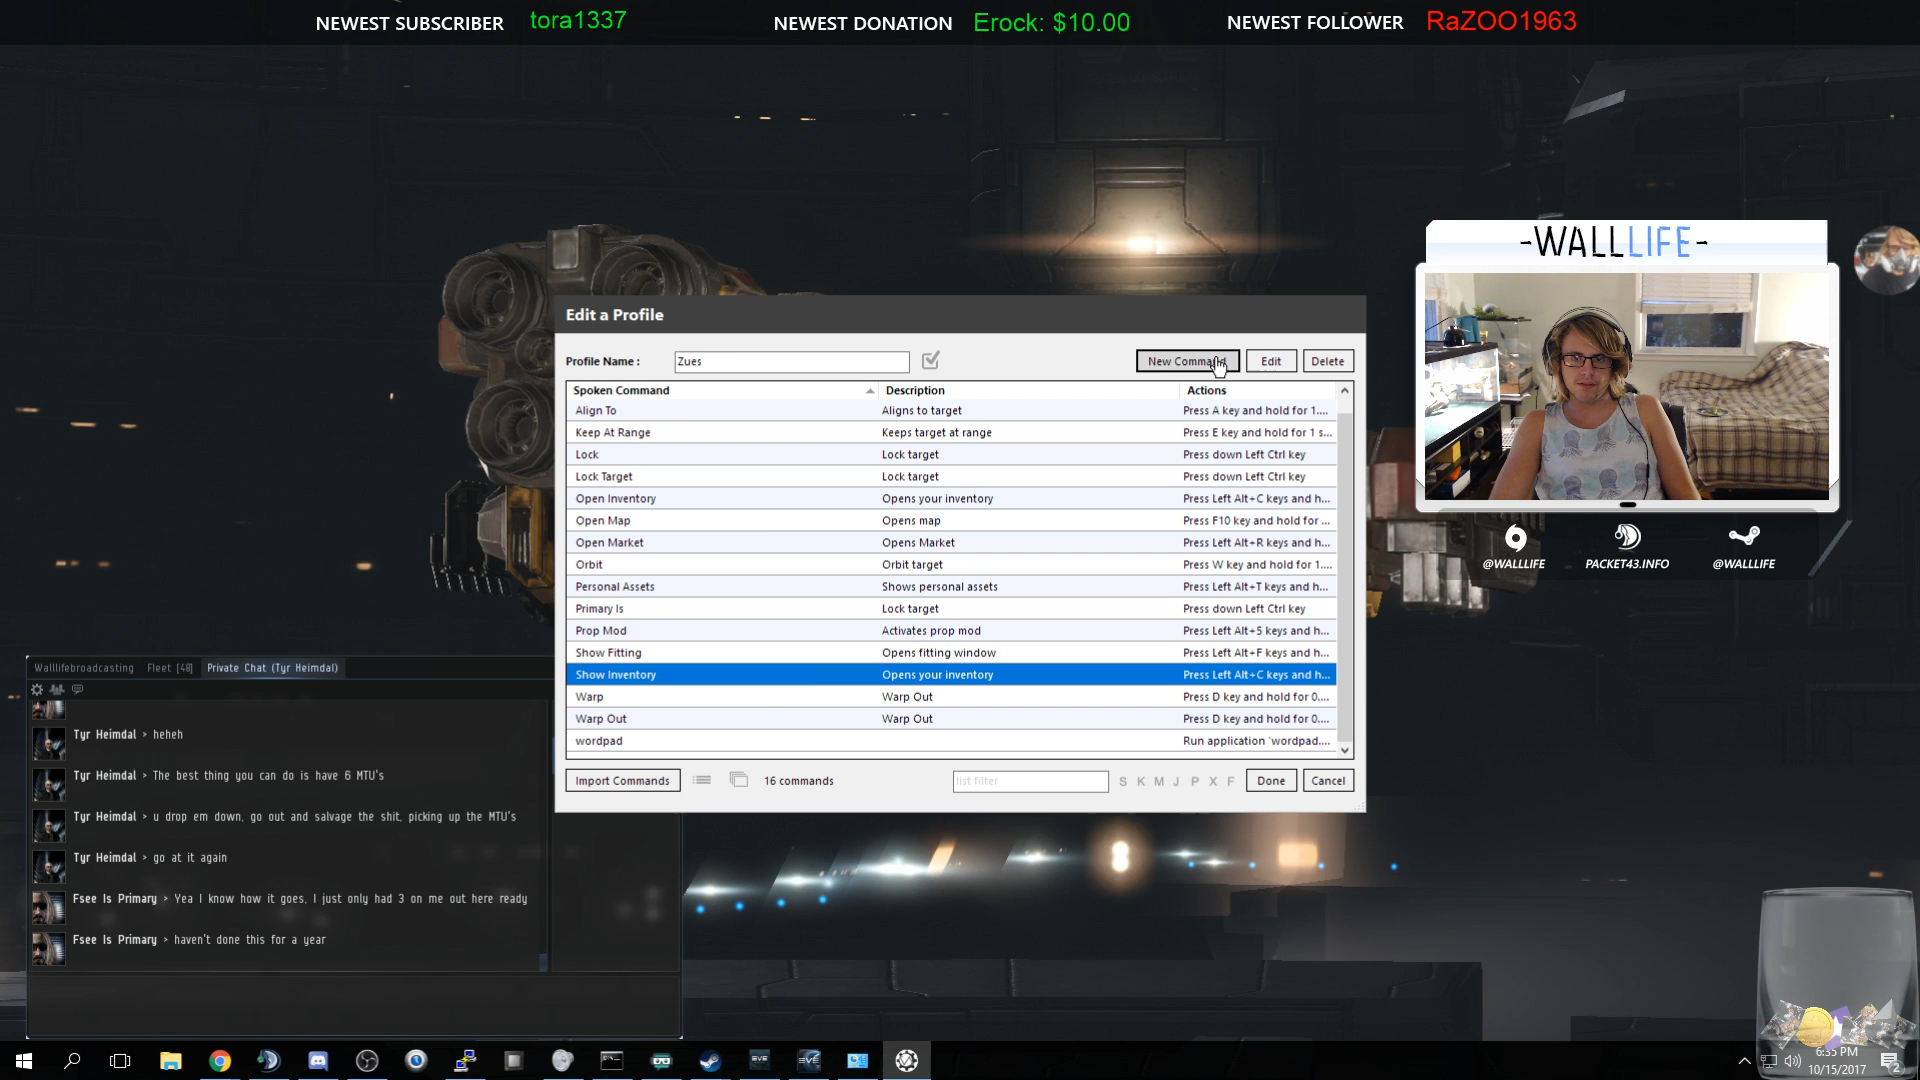 NEWEST SUBSCRIBER tora1337 NEWEST DONATION Erock: $10.00 NEWEST FOLLOWER RaZOO1963
-WALLLIFE-
@WALLLIFE PACKET43.INFO @WALLLIFE
Edit a Profile
Profile Name : Zues New Command Edit Delete
Spoken Command Description Actions
Align To Aligns to target Press A key and hold for 1....
Keep At Range Keeps target at range Press E key and hold for 1 s...
Lock Lock target Press down Left Ctrl key
Lock Target Lock target Press down Left Ctrl key
Open Inventory Opens your inventory Press Left Alt+C keys and h...
Open Map Opens map Press F10 key and hold for ...
Open Market Opens Market Press Left Alt+R keys and h...
Orbit Orbit target Press W key and hold for 1....
Personal Assets Shows personal assets Press Left Alt+T keys and h...
Primary Is Lock target Press down Left Ctrl key
Prop Mod Activates prop mod Press Left Alt+5 keys and h...
Show Fitting Opens fitting window Press Left Alt+F keys and h...
Show Inventory Opens your inventory Press Left Alt+C keys and h...
Warp Warp Out Press D key and hold for 0....
Warp Out Warp Out Press D key and hold for 0....
wordpad Run application 'wordpad....
Import Commands 16 commands list filter S K M J P X F Done Cancel
Walllifebroadcasting Fleet [48] Private Chat (Tyr Heimdal)
Tyr Heimdal > heheh
Tyr Heimdal > The best thing you can do is have 6 MTU's
Tyr Heimdal > u drop em down, go out and salvage the shit, picking up the MTU's
Tyr Heimdal > go at it again
Fsee Is Primary > Yea I know how it goes, I just only had 3 on me out here ready
Fsee Is Primary > haven't done this for a year
EVE EVE
6:35 PM
10/15/2017
2